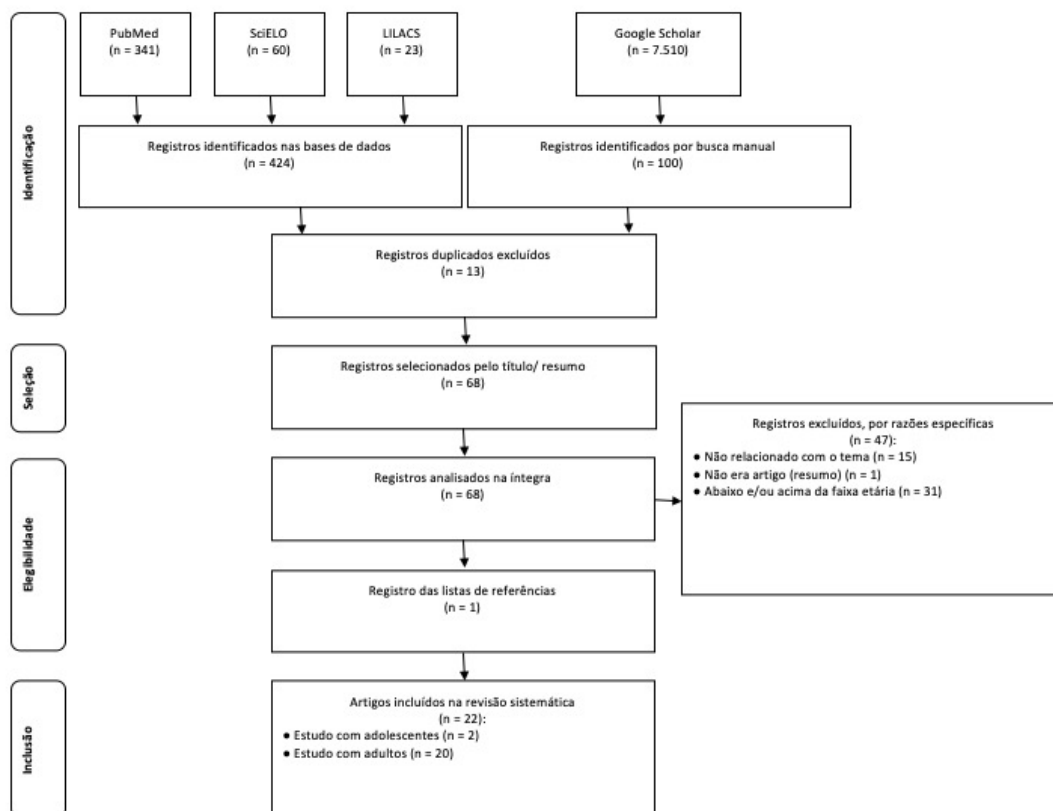 PubMed
(n = 341)
SciELO
(n = 60)
LILACS
(n = 23)
Google Scholar
(n = 7.510)
Identificação
Registros identificados nas bases de dados
(n = 424)
Registros identificados por busca manual
(n = 100)
Registros duplicados excluídos
(n = 13)
Seleção
Registros selecionados pelo título/ resumo
(n = 68)
Elegibilidade
Registros analisados na íntegra
(n = 68)
Registros excluídos, por razões específicas
(n = 47):
● Não relacionado com o tema (n = 15)
● Não era artigo (resumo) (n = 1)
● Abaixo e/ou acima da faixa etária (n = 31)
Registro das listas de referências
(n = 1)
Inclusão
Artigos incluídos na revisão sistemática
(n = 22):
● Estudo com adolescentes (n = 2)
● Estudo com adultos (n = 20)